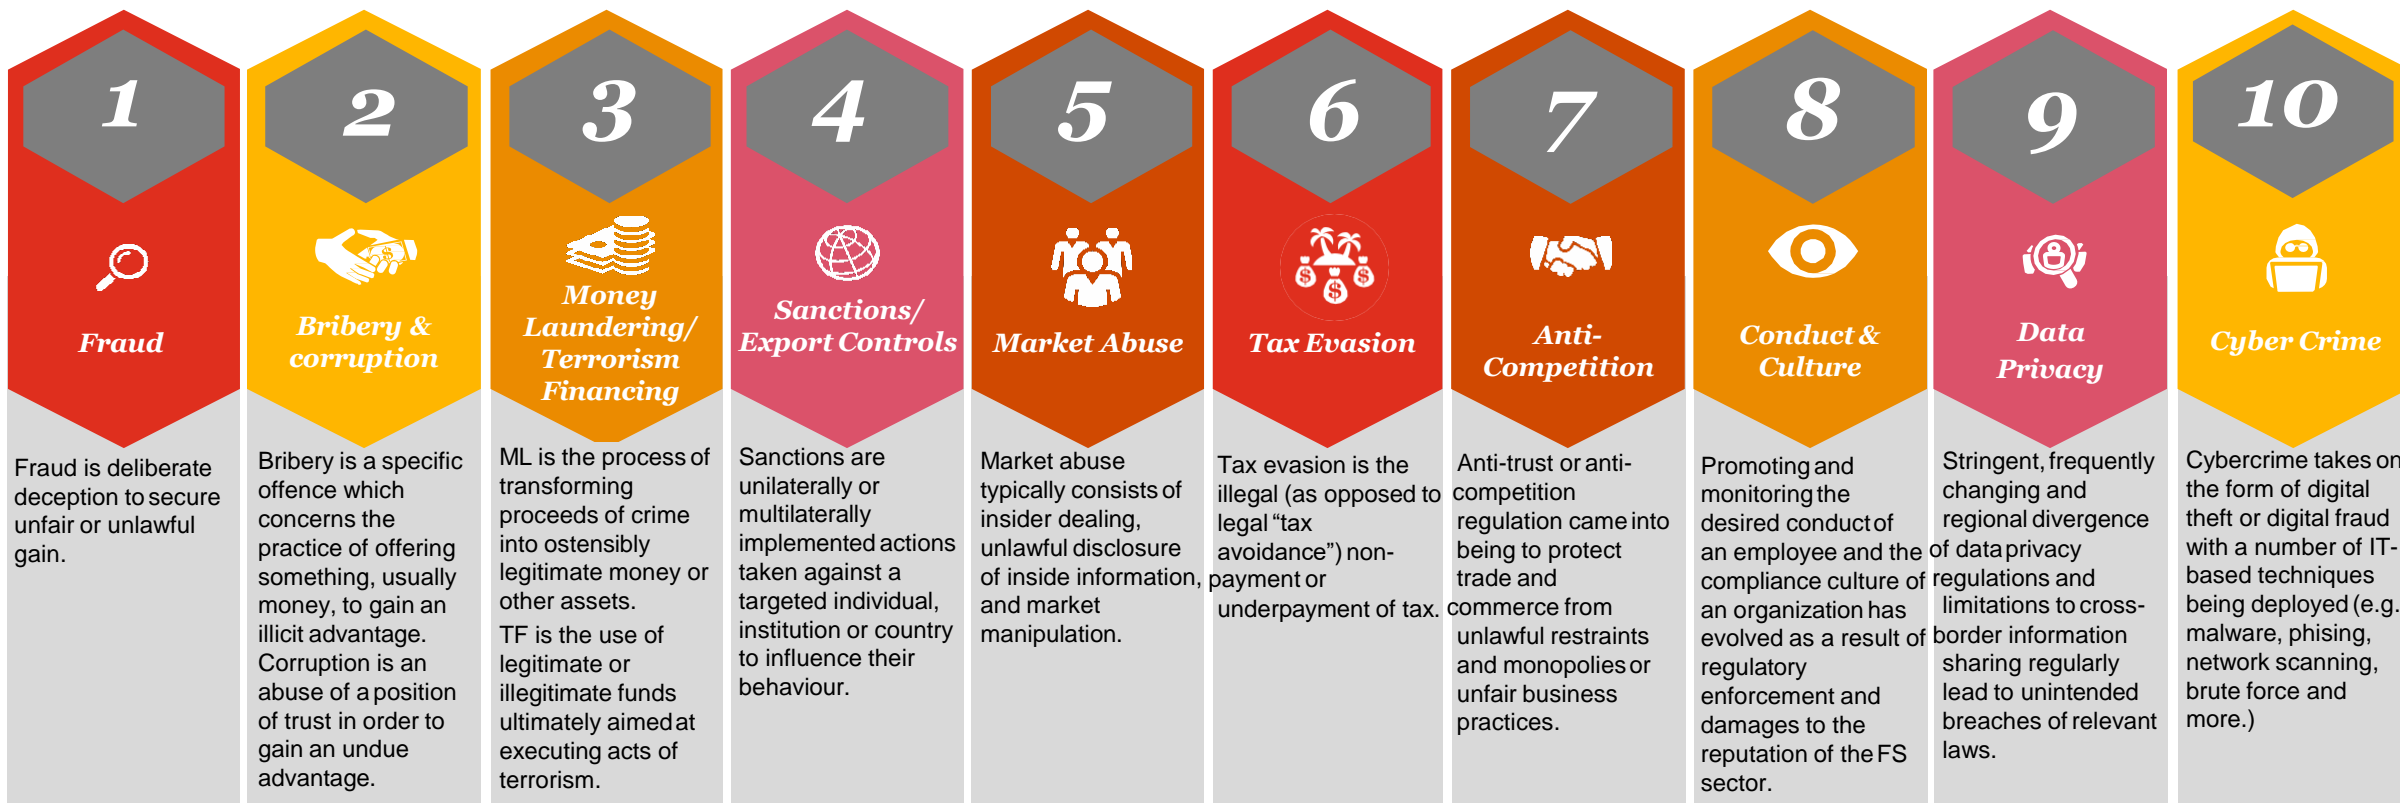 1
Fraud
Fraud is deliberate
deception to secure
unfair or unlawful
gain.
2
Bribery &
corruption
Bribery is a specific
offence which
concerns the
practice of offering
something, usually
money, to gain an
illicit advantage.
Corruption is an
abuse of a position
of trust in order to
gain an undue
advantage.
3
Money
Laundering/
Terrorism
Financing
ML is the process of
transforming
proceeds of crime
into ostensibly
legitimate money or
other assets.
TF is the use of
legitimate or
illegitimate funds
ultimately aimed at
executing acts of
terrorism.
4
Sanctions/
Export Controls
Sanctions are
unilaterally or
multilaterally
implemented actions
taken against a
targeted individual,
institution or country
to influence their
behaviour.
5
Market Abuse
Market abuse
typically consists of
insider dealing,
unlawful disclosure
of inside information,
and market
manipulation.
6
Tax Evasion
Tax evasion is the
illegal (as opposed to
legal “tax
avoidance”) non-
payment or
underpayment of tax.
7
Anti-
Competition
Anti-trust or anti-
competition
regulation came into
being to protect
trade and
commerce from
unlawful restraints
and monopolies or
unfair business
practices.
8
Conduct &
Culture
Promoting and
monitoring the
desired conduct of
an employee and the
compliance culture of
an organization has
evolved as a result of
regulatory
enforcement and
damages to the
reputation of the FS
sector.
9
Data
Privacy
Stringent, frequently
changing and
regional divergence
of data privacy
regulations and
limitations to cross-
border information
sharing regularly
lead to unintended
breaches of relevant
laws.
10
Cyber Crime
Cybercrime takes on
the form of digital
theft or digital fraud
with a number of IT-
based techniques
being deployed (e.g.
malware, phising,
network scanning,
brute force and
more.)